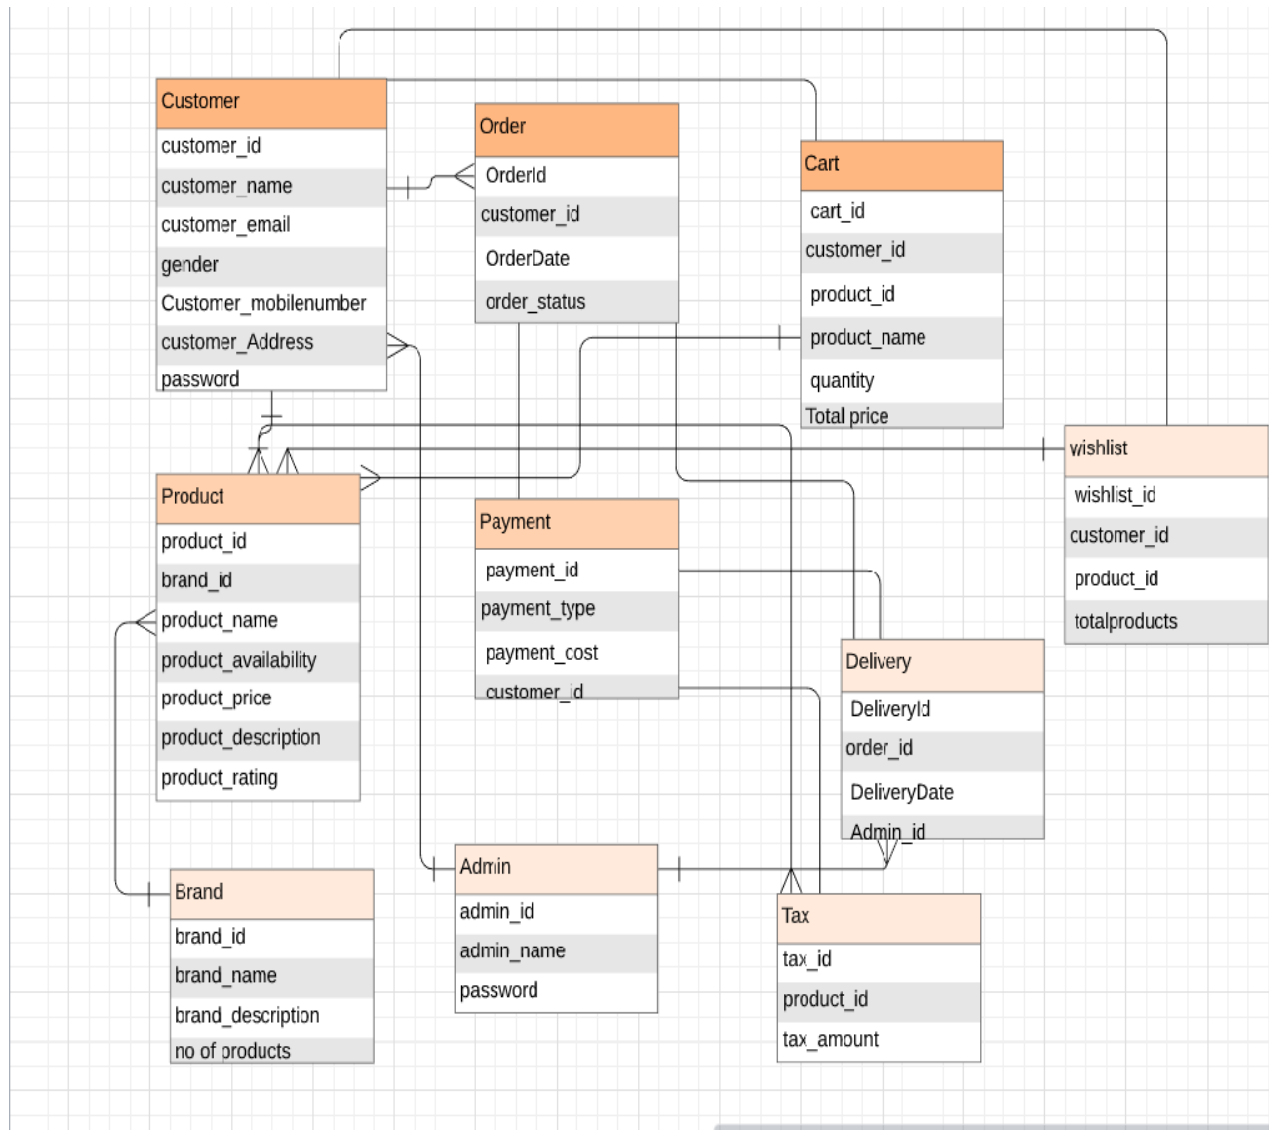 Customer
customer_id
customer_name
customer_email
gender
Customer_mobilenumber
customer_Address
password
Order
OrderId
customer_id
OrderDate
order_status
Cart
cart_id
customer_id
product_id
product_name
quantity
Total price
wishlist
wishlist_id
customer_id
product_id
totalproducts
Product
product_id
brand_id
product_name
product_availability
product_price
product_description
product_rating
Payment
payment_id
payment_type
payment_cost
customer_id
Delivery
DeliveryId
order_id
DeliveryDate
Admin_id
Brand
brand_id
brand_name
brand_description
no of products
Admin
admin_id
admin_name
password
Tax
tax_id
product_id
tax_amount